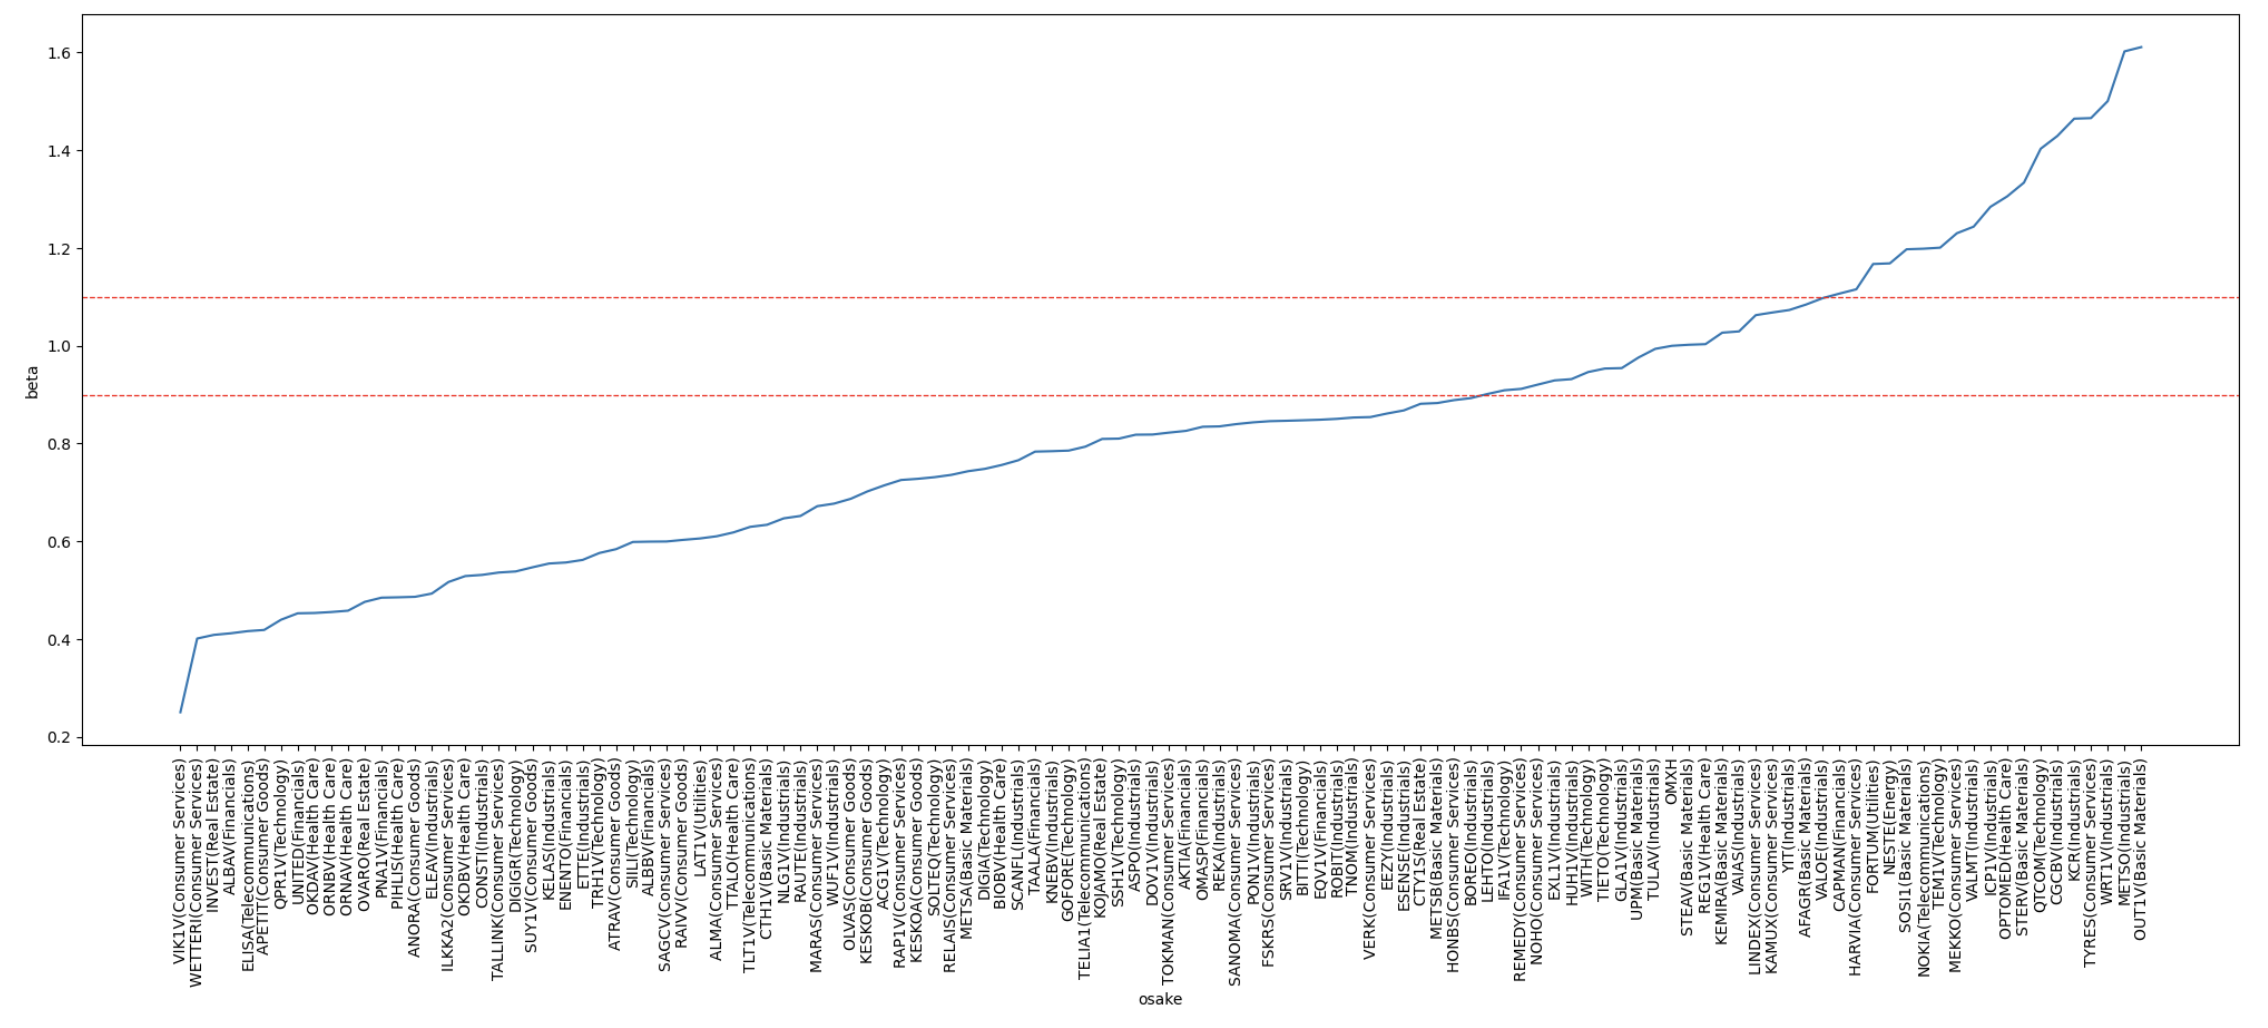 1.6
1.4
1.2
1.0
0.8
0.6
0.4
0.2
beta
VIK1V(Consumer Services)
WETTERI(Consumer Services)
INVEST(Real Estate)
ALBAV(Financials)
ELISA(Telecommunications)
APETIT(Consumer Goods)
QPR1V(Technology)
UNITED(Financials)
OKDAV(Health Care)
ORNBV(Health Care)
ORNAV(Health Care)
OVARO(Real Estate)
PNA1V(Financials)
PIHLIS(Health Care)
ANORA(Consumer Goods)
ELEAV(Industrials)
ILKKA2(Consumer Services)
OKDBV(Health Care)
CONSTI(Industrials)
TALLINK(Consumer Services)
DIGIGR(Technology)
SUY1V(Consumer Goods)
KELAS(Industrials)
ENENTO(Financials)
ETTE(Industrials)
TRH1V(Technology)
ATRAV(Consumer Goods)
SIILI(Technology)
ALBBV(Financials)
SAGCV(Consumer Services)
RAIVV(Consumer Goods)
LAT1V(Utilities)
ALMA(Consumer Services)
TTALO(Health Care)
TLT1V(Telecommunications)
CTH1V(Basic Materials)
NLG1V(Industrials)
RAUTE(Industrials)
MARAS(Consumer Services)
WUF1V(Industrials)
OLVAS(Consumer Goods)
KESKOB(Consumer Goods)
ACG1V(Technology)
RAP1V(Consumer Services)
KESKOA(Consumer Goods)
SOLTEQ(Technology)
RELAIS(Consumer Services)
METSA(Basic Materials)
DIGIA(Technology)
BIOBV(Health Care)
SCANFL(Industrials)
TAALA(Financials)
KNEBV(Industrials)
GOFORE(Technology)
TELIA1(Telecommunications)
KOJAMO(Real Estate)
SSH1V(Technology)
ASPO(Industrials)
DOV1V(Industrials)
TOKMAN(Consumer Services)
AKTIA(Financials)
OMASP(Financials)
REKA(Industrials)
SANOMA(Consumer Services)
PON1V(Industrials)
FSKRS(Consumer Services)
SRV1V(Industrials)
BITTI(Technology)
EQV1V(Financials)
ROBIT(Industrials)
TNOM(Industrials)
VERK(Consumer Services)
EEZY(Industrials)
ESENSE(Industrials)
CTY1S(Real Estate)
METSB(Basic Materials)
HONBS(Consumer Services)
BOREO(Industrials)
LEHTO(Industrials)
IFA1V(Technology)
REMEDY(Consumer Services)
NOHO(Consumer Services)
EXL1V(Industrials)
HUH1V(Industrials)
WITH(Technology)
TIETO(Technology)
GLA1V(Industrials)
UPM(Basic Materials)
TULAV(Industrials)
OMXH
STEAV(Basic Materials)
REG1V(Health Care)
KEMIRA(Basic Materials)
VAIAS(Industrials)
LINDEX(Consumer Services)
KAMUX(Consumer Services)
YIT(Industrials)
AFAGR(Basic Materials)
VALOE(Industrials)
CAPMAN(Financials)
HARVIA(Consumer Services)
FORTUM(Utilities)
NESTE(Energy)
SOSI1(Basic Materials)
NOKIA(Telecommunications)
TEM1V(Technology)
MEKKO(Consumer Services)
VALMT(Industrials)
ICP1V(Industrials)
OPTOMED(Health Care)
STERV(Basic Materials)
QTCOM(Technology)
CGCBV(Industrials)
KCR(Industrials)
TYRES(Consumer Services)
WRT1V(Industrials)
METSO(Industrials)
OUT1V(Basic Materials)
osake